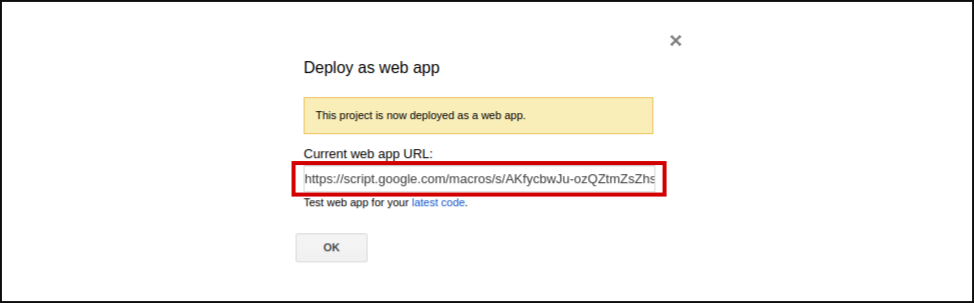 Deploy as web app
This project is now deployed as a web app.
Current web app URL:
https://script.google.com/macros/s/AKfycbwJu-ozQZtmZsZhs
Test web app for your latest code.
OK